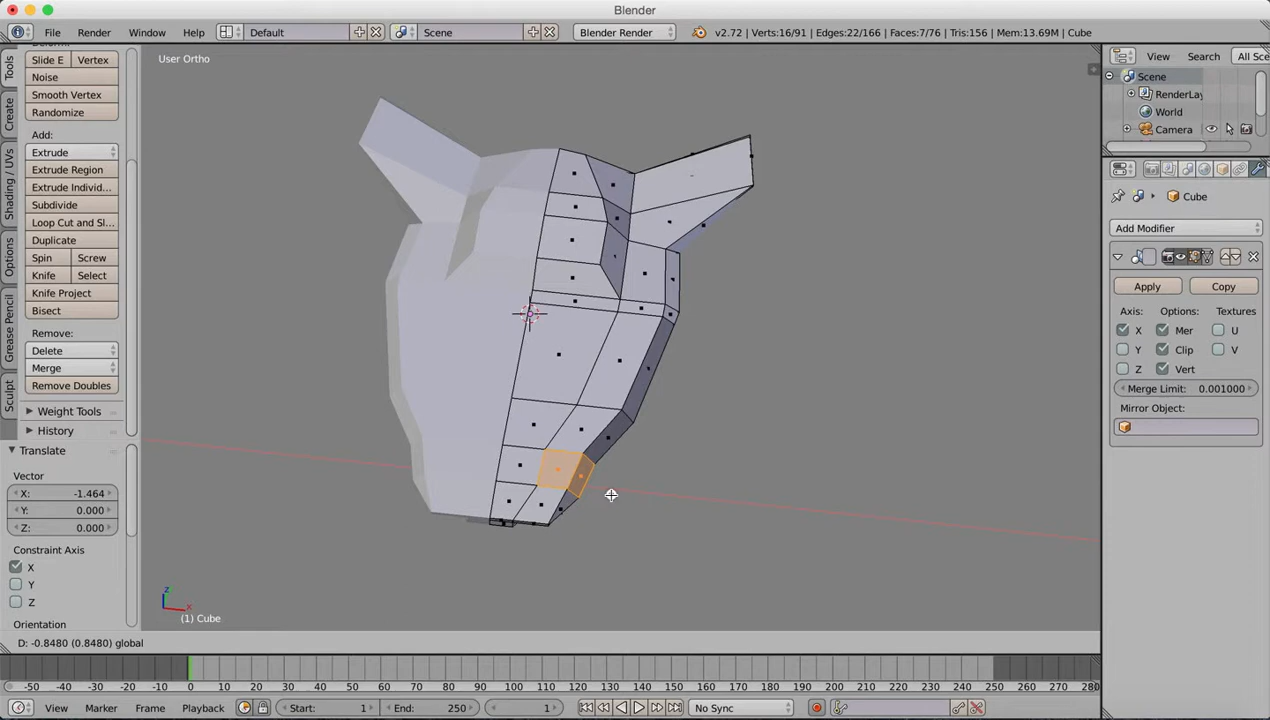 Blender
File Render Window Help Default Scene Blender Render v2.72 | Verts:16/91 | Edges:22/166 | Faces:7/76 | Tris:156 | Mem:13.69M | Cube
Tools
Create
Shading / UVs
Options
Grease Pencil
Sculpt
Deform:
Slide E Vertex
Noise
Smooth Vertex
Randomize
Add:
Extrude
Extrude Region
Extrude Individ...
Subdivide
Loop Cut and Sl...
Duplicate
Spin Screw
Knife Select
Knife Project
Bisect
Remove:
Delete
Merge
Remove Doubles
Weight Tools
History
Translate
Vector
X: -1.464
Y: 0.000
Z: 0.000
Constraint Axis
X
Y
Z
Orientation
User Ortho
z
x
(1) Cube
D: -0.8480 (0.8480) global
View Search All Sce
Scene
RenderLay
World
Camera
Cube
Add Modifier
Apply Copy
Axis: Options: Textures
X Mer U
Y Clip V
Z Vert
Merge Limit: 0.001000
Mirror Object:
-50 -40 -30 -20 -10 0 10 20 30 40 50 60 70 80 90 100 110 120 130 140 150 160 170 180 190 200 210 220 230 240 250 260 270 280
View Marker Frame Playback Start: 1 End: 250 1 No Sync